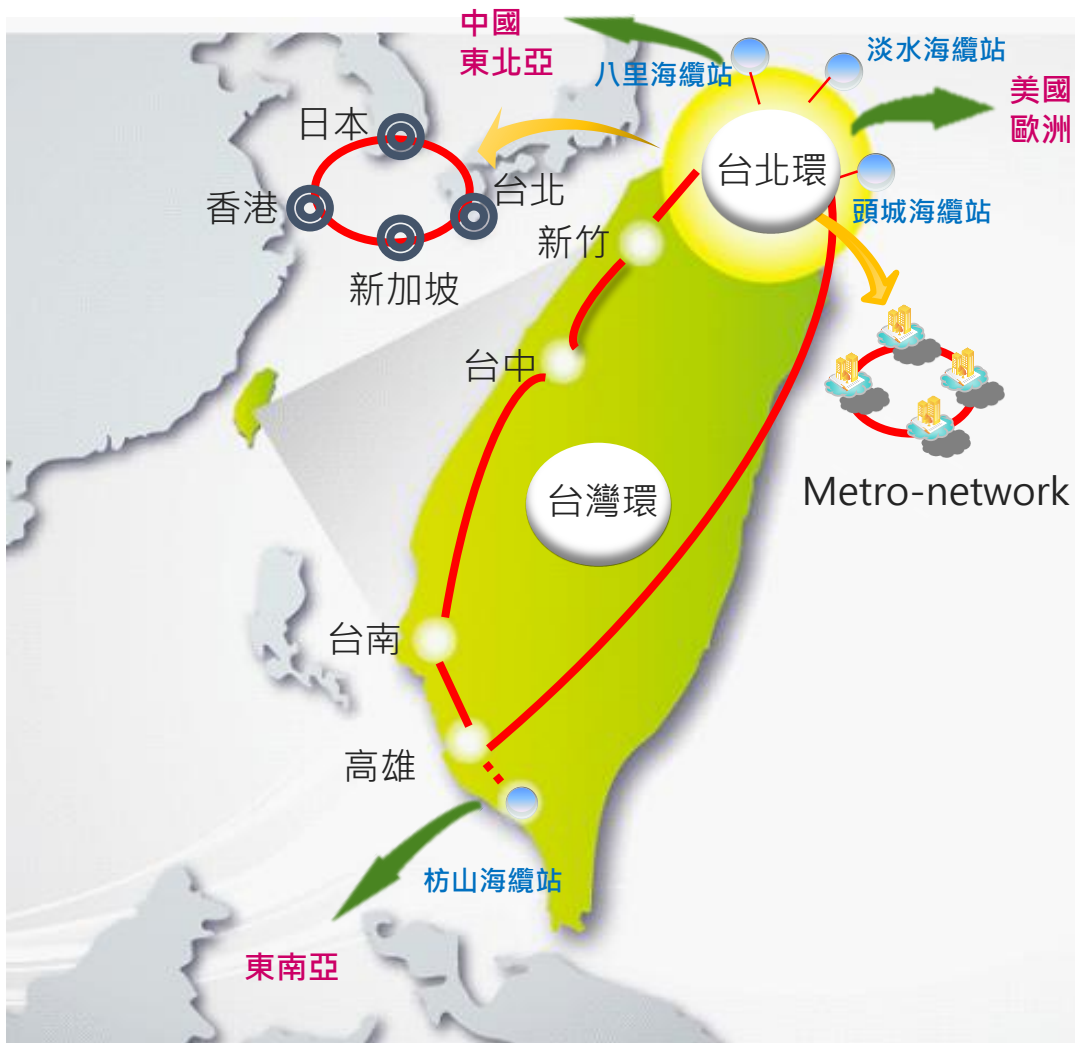 中國
東北亞
八里海纜站
淡水海纜站
美國
歐洲
日本
台北環
香港
台北
頭城海纜站
新竹
新加坡
台中
Metro-network
台灣環
台南
高雄
枋山海纜站
東南亞